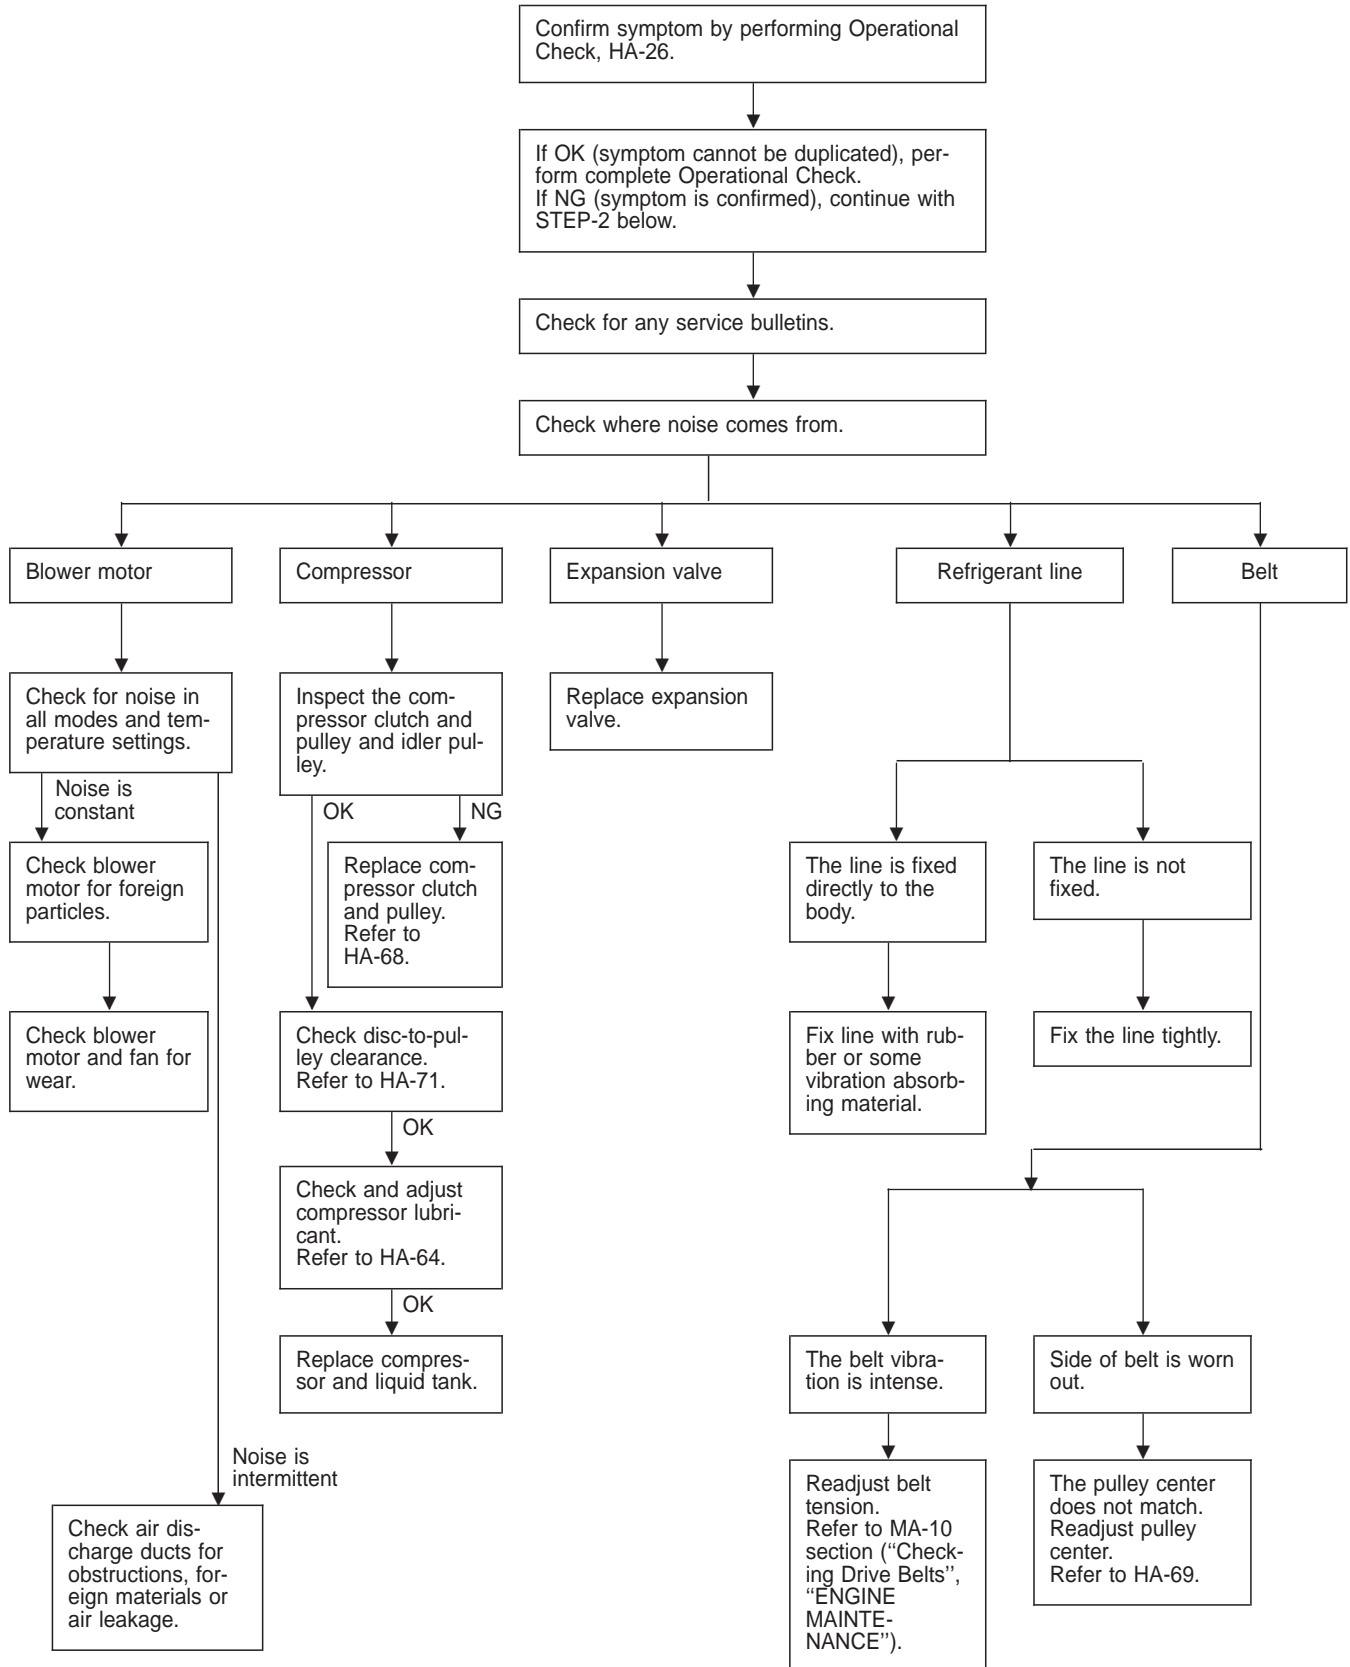 Confirm symptom by performing Operational
Check, HA-26.
If OK (symptom cannot be duplicated), per-
form complete Operational Check.
If NG (symptom is confirmed), continue with
STEP-2 below.
Check for any service bulletins.
Check where noise comes from.
Blower motor
Compressor
Expansion valve
Refrigerant line
Belt
Check for noise in
all modes and tem-
perature settings.
Inspect the com-
pressor clutch and
pulley and idler pul-
ley.
Replace expansion
valve.
Noise is
constant
OK
NG
Check blower
motor for foreign
particles.
Replace com-
pressor clutch
and pulley.
Refer to
HA-68.
The line is fixed
directly to the
body.
The line is not
fixed.
Check blower
motor and fan for
wear.
Check disc-to-pul-
ley clearance.
Refer to HA-71.
Fix line with rub-
ber or some
vibration absorb-
ing material.
Fix the line tightly.
OK
Check and adjust
compressor lubri-
cant.
Refer to HA-64.
OK
Replace compres-
sor and liquid tank.
The belt vibra-
tion is intense.
Side of belt is worn
out.
Noise is
intermittent
Check air dis-
charge ducts for
obstructions, for-
eign materials or
air leakage.
Readjust belt
tension.
Refer to MA-10
section (‘‘Check-
ing Drive Belts’’,
‘‘ENGINE
MAINTE-
NANCE’’).
The pulley center
does not match.
Readjust pulley
center.
Refer to HA-69.